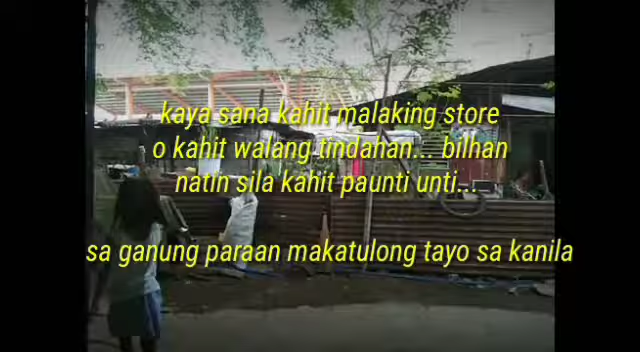 kaya sana kahit malaking store
o kahit walang tindahan... bilhan
natin sila kahit paunti unti...
sa ganung paraan makatulong tayo sa kanila